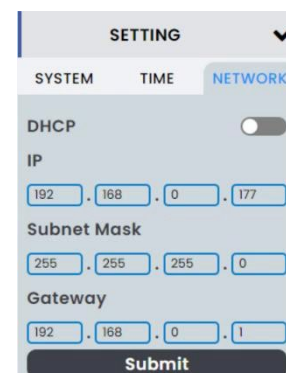 SETTING
SYSTEM TIME NETWORK
DHCP
IP
192 . 168 . 0 . 177
Subnet Mask
255 . 255 . 255 . 0
Gateway
192 . 168 . 0 . 1
Submit